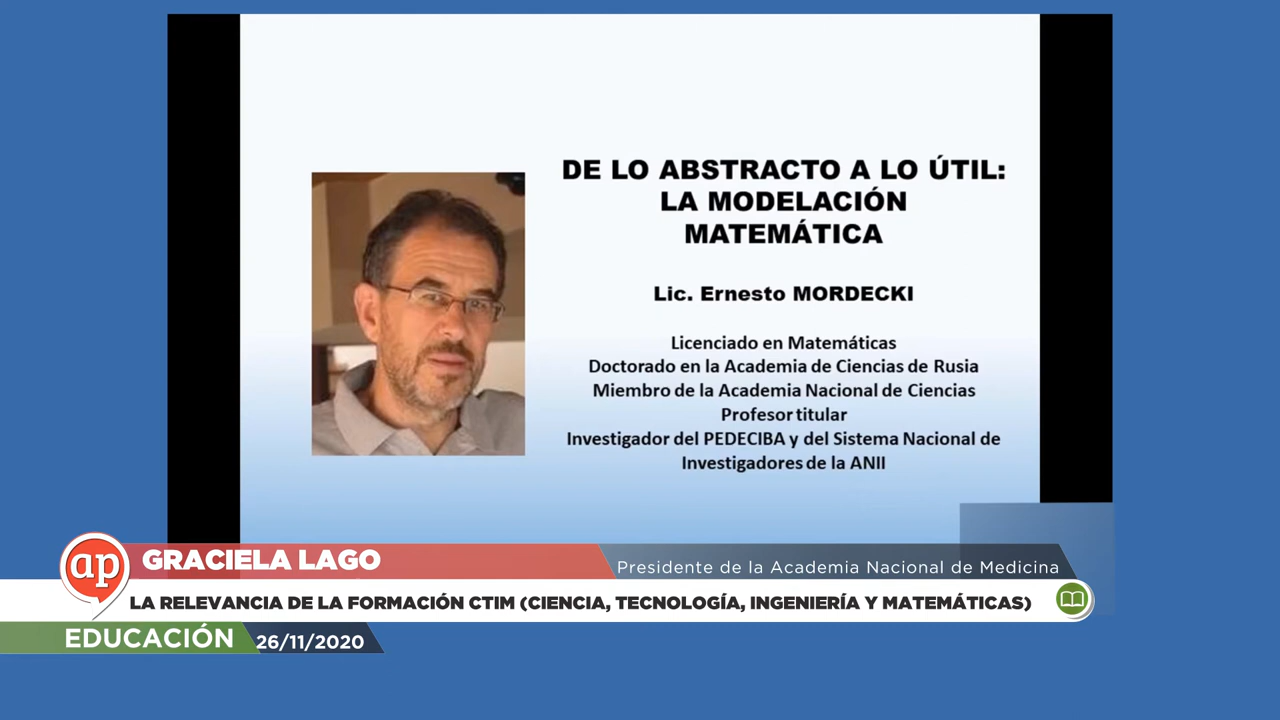 DE LO ABSTRACTO A LO ÚTIL:
LA MODELACIÓN
MATEMÁTICA
Lic. Ernesto MORDECKI
Licenciado en Matemáticas
Doctorado en la Academia de Ciencias de Rusia
Miembro de la Academia Nacional de Ciencias
Profesor titular
Investigador del PEDECIBA y del Sistema Nacional de
Investigadores de la ANII
ap
GRACIELA LAGO
Presidente de la Academia Nacional de Medicina
LA RELEVANCIA DE LA FORMACIÓN CTIM (CIENCIA, TECNOLOGÍA, INGENIERÍA Y MATEMÁTICAS)
EDUCACIÓN
26/11/2020